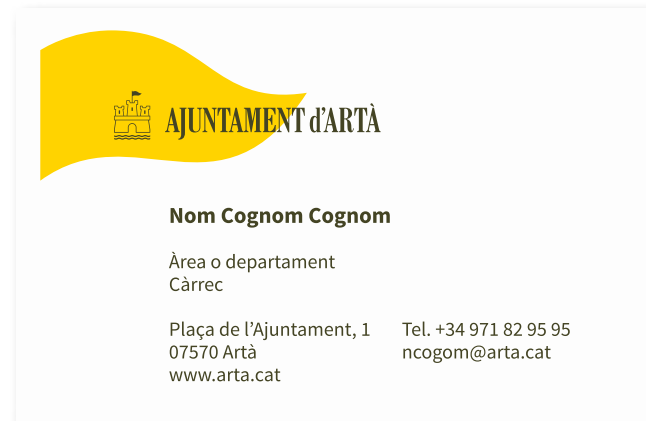 AJUNTAMENT d'ARTÀ
Nom Cognom Cognom
Àrea o departament
Càrrec
Plaça de l'Ajuntament, 1
07570 Artà
www.arta.cat
Tel. +34 971 82 95 95
ncogom@arta.cat